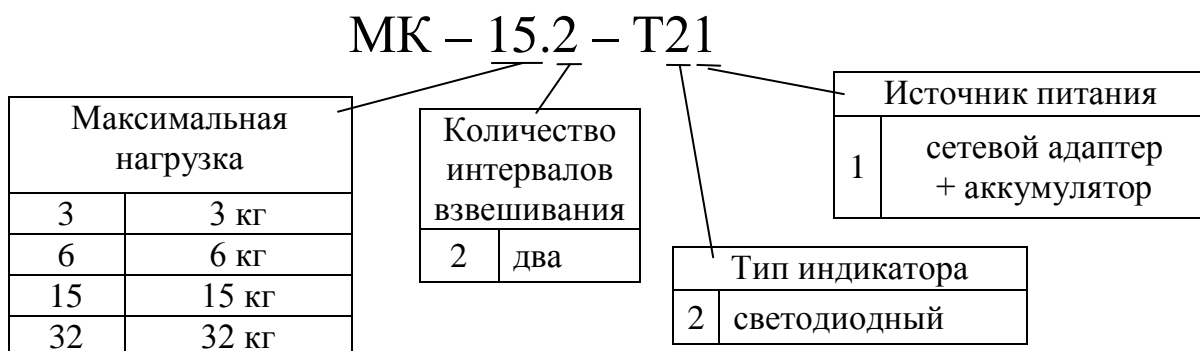 МК – 15.2 – Т21
Максимальная
нагрузка
3 3 кг
6 6 кг
15 15 кг
32 32 кг
Количество
интервалов
взвешивания
2 два
Тип индикатора
2 светодиодный
Источник питания
1 сетевой адаптер
+ аккумулятор